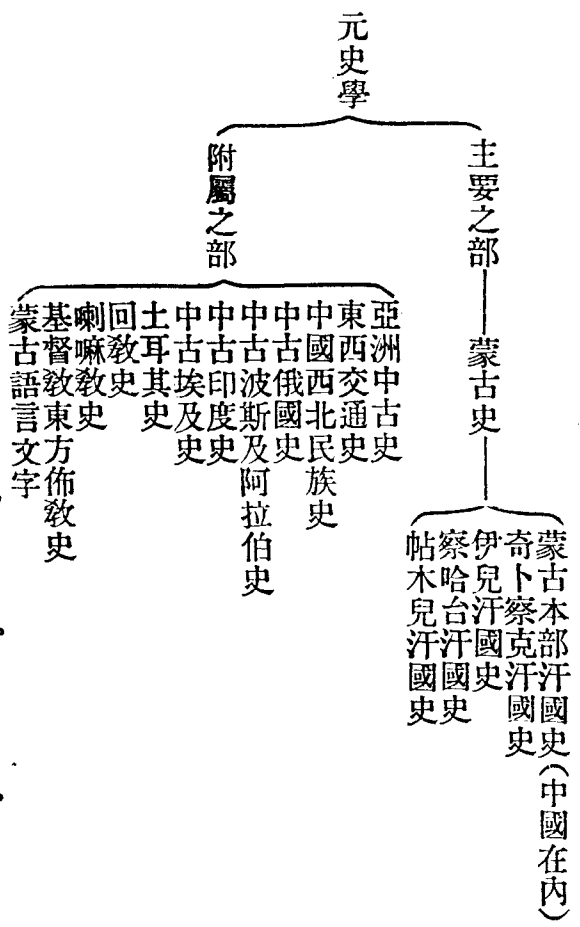 元史學
主要之部
蒙古史
蒙古本部汗國史(中國在內)
奇卜察克汗國史
伊兒汗國史
察哈台汗國史
帖木兒汗國史
附屬之部
亞洲中古史
東西交通史
中國西北民族史
中古俄國史
中古波斯及阿拉伯史
中古印度史
中古埃及史
土耳其史
回敎史
喇嘛敎史
基督敎東方佈敎史
蒙古語言文字